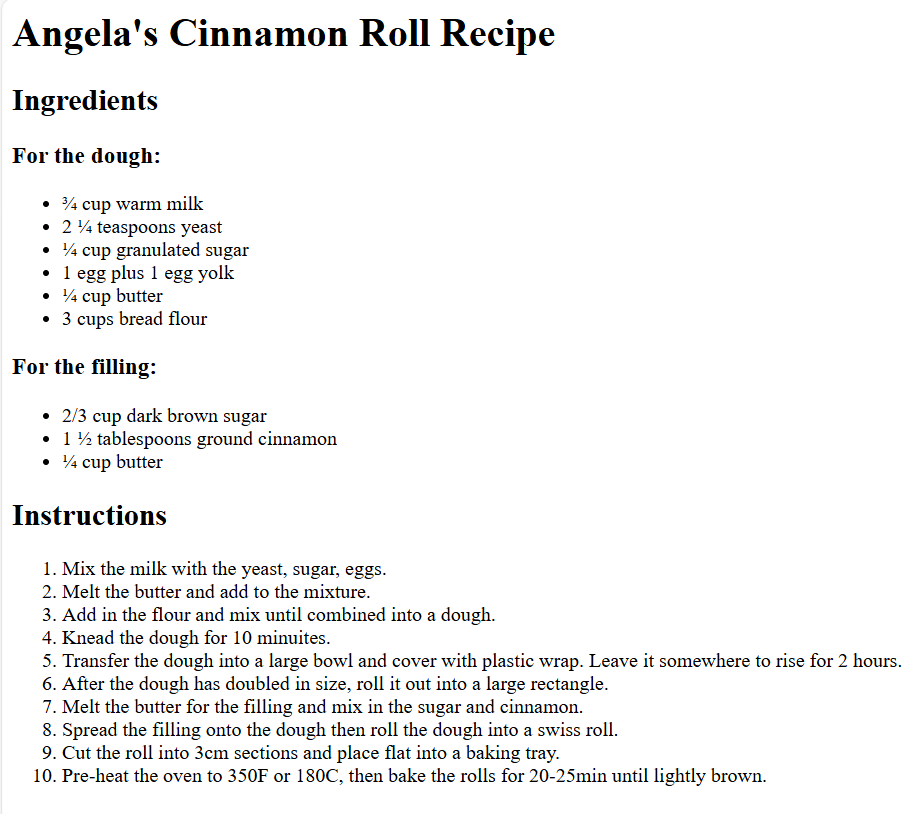 Angela's Cinnamon Roll Recipe
Ingredients
For the dough:
• ¾ cup warm milk
• 2 ¼ teaspoons yeast
• ¼ cup granulated sugar
• 1 egg plus 1 egg yolk
• ¼ cup butter
• 3 cups bread flour
For the filling:
• 2/3 cup dark brown sugar
• 1 ½ tablespoons ground cinnamon
• ¼ cup butter
Instructions
1. Mix the milk with the yeast, sugar, eggs.
2. Melt the butter and add to the mixture.
3. Add in the flour and mix until combined into a dough.
4. Knead the dough for 10 minuites.
5. Transfer the dough into a large bowl and cover with plastic wrap. Leave it somewhere to rise for 2 hours.
6. After the dough has doubled in size, roll it out into a large rectangle.
7. Melt the butter for the filling and mix in the sugar and cinnamon.
8. Spread the filling onto the dough then roll the dough into a swiss roll.
9. Cut the roll into 3cm sections and place flat into a baking tray.
10. Pre-heat the oven to 350F or 180C, then bake the rolls for 20-25min until lightly brown.